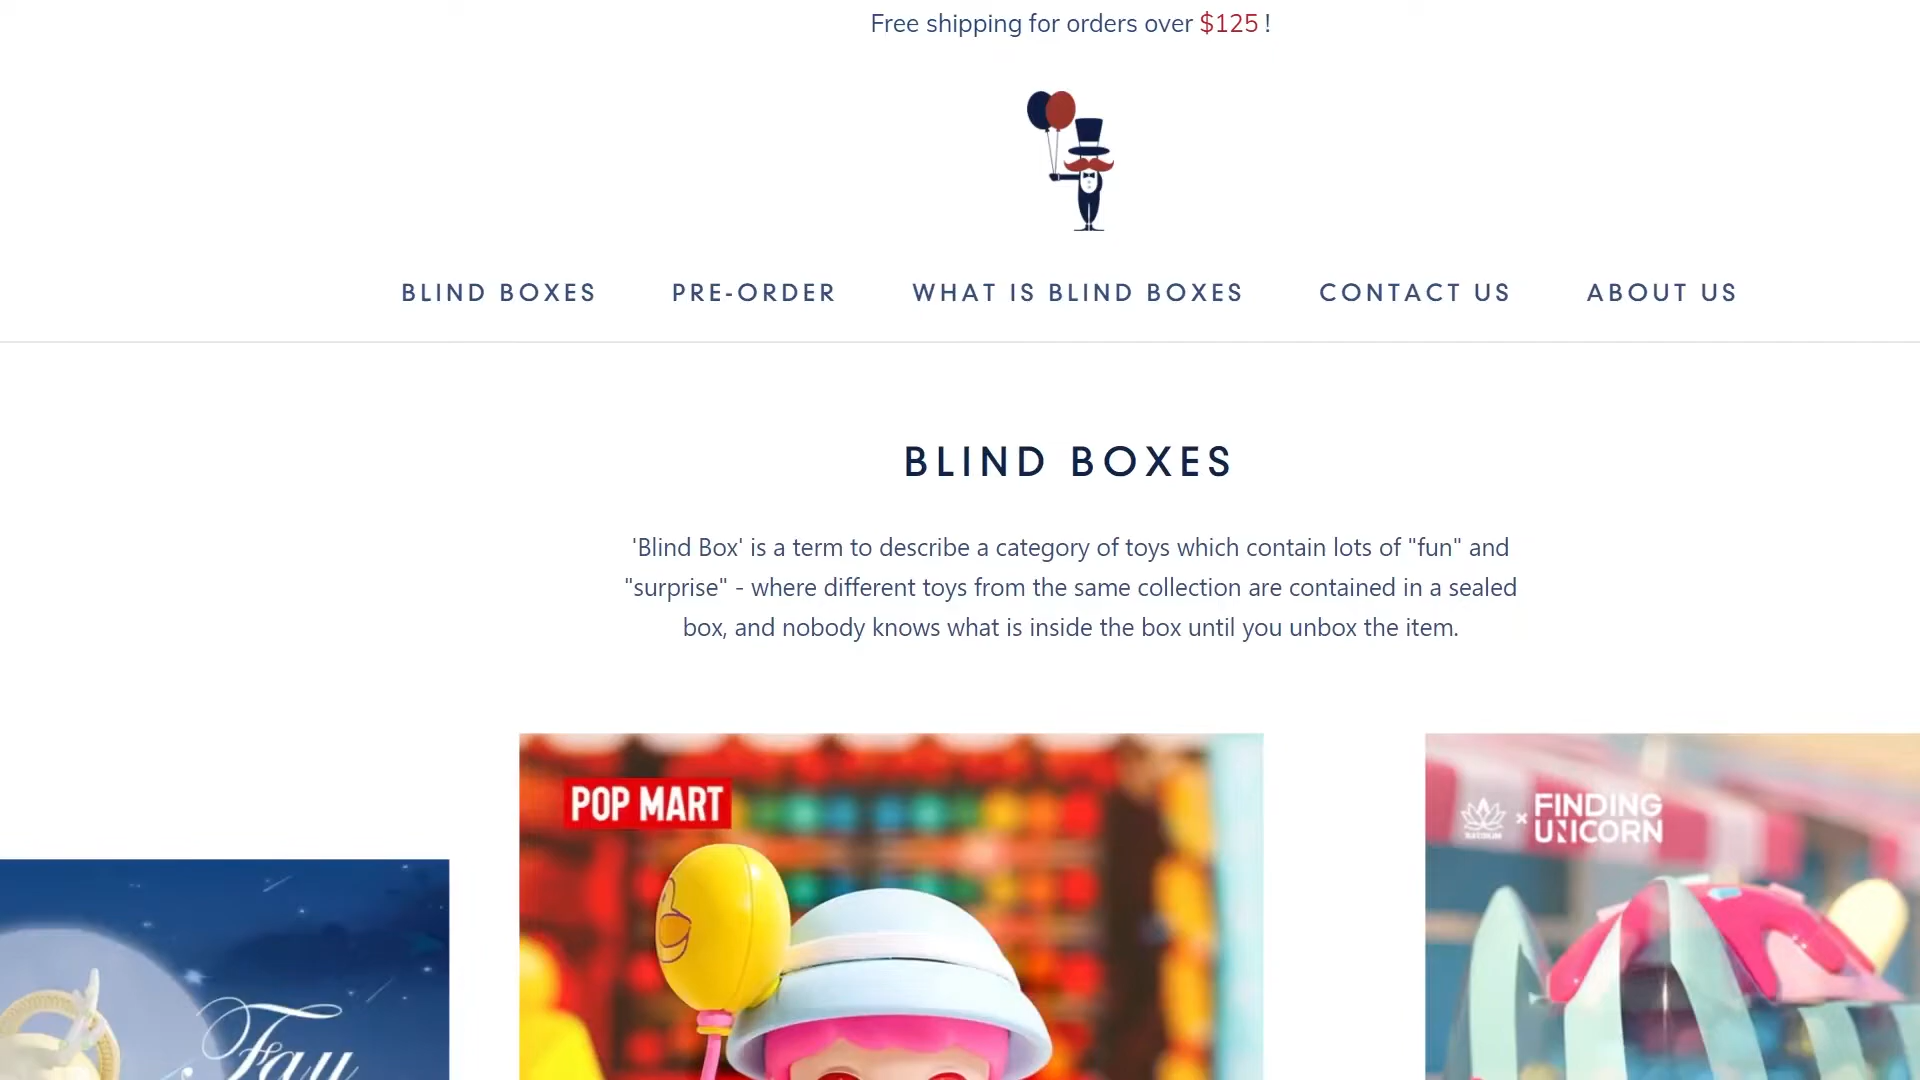 Free shipping for orders over $125 !
BLIND BOXES
PRE-ORDER
WHAT IS BLIND BOXES
CONTACT US
ABOUT US
BLIND BOXES
'Blind Box' is a term to describe a category of toys which contain lots of "fun" and
"surprise" - where different toys from the same collection are contained in a sealed
box, and nobody knows what is inside the box until you unbox the item.
POP MART
× FINDING
UNICORN
Fay